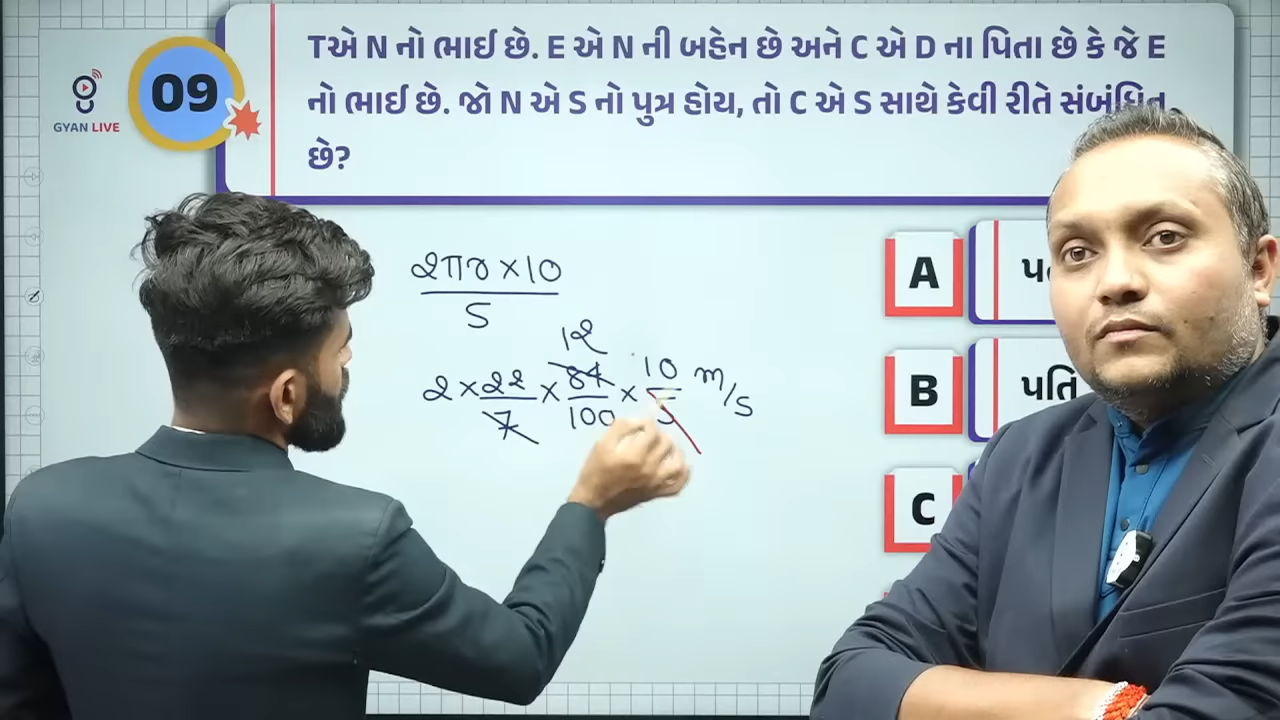 Tએ N નો ભાઈ છે. E એ N ની બહેન છે અને C એ D ના પિતા છે કે જે E
નો ભાઈ છે. જો N એ S નો પુત્ર હોય, તો C એ S સાથે કેવી રીતે સંબંધિત
છે?
09
GYAN LIVE
2πr × 10
5
12
2 × 22 × 84 × 10 m/s
7 100 5
A
B પતિ
C